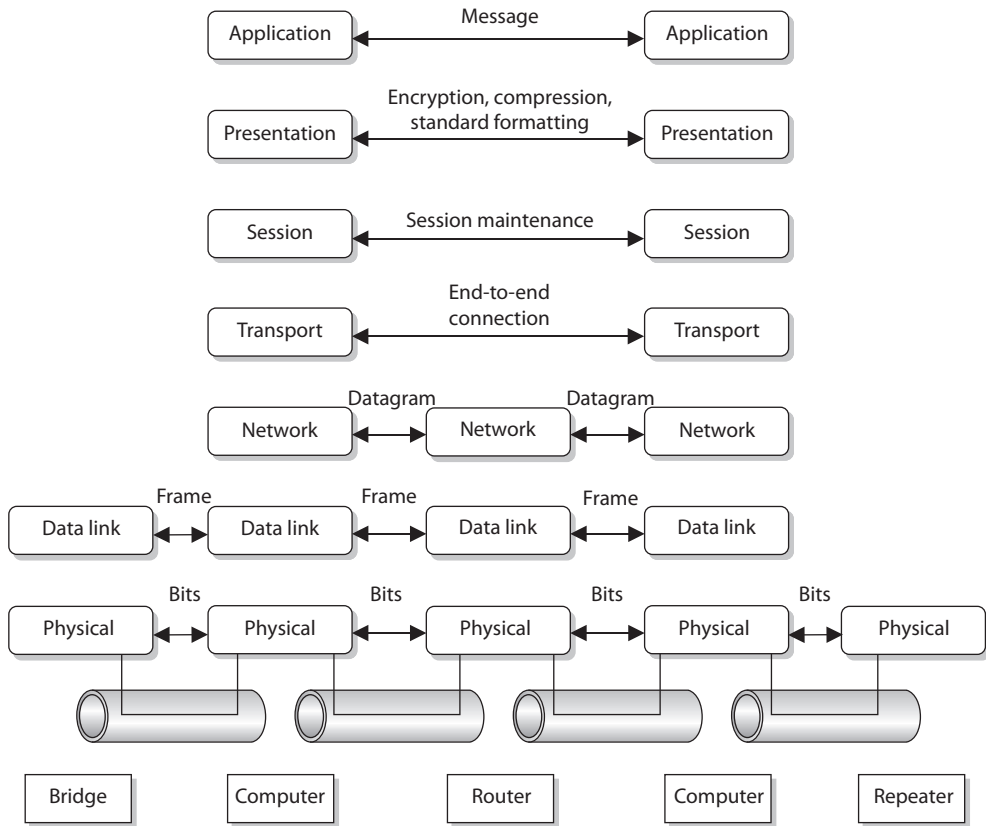 Message
Application Application
Encryption, compression,
standard formatting
Presentation Presentation
Session maintenance
Session Session
End-to-end
connection
Transport Transport
Datagram Datagram
Network Network Network
Frame Frame Frame
Data link Data link Data link Data link
Bits Bits Bits Bits
Physical Physical Physical Physical Physical
Bridge Computer Router Computer Repeater